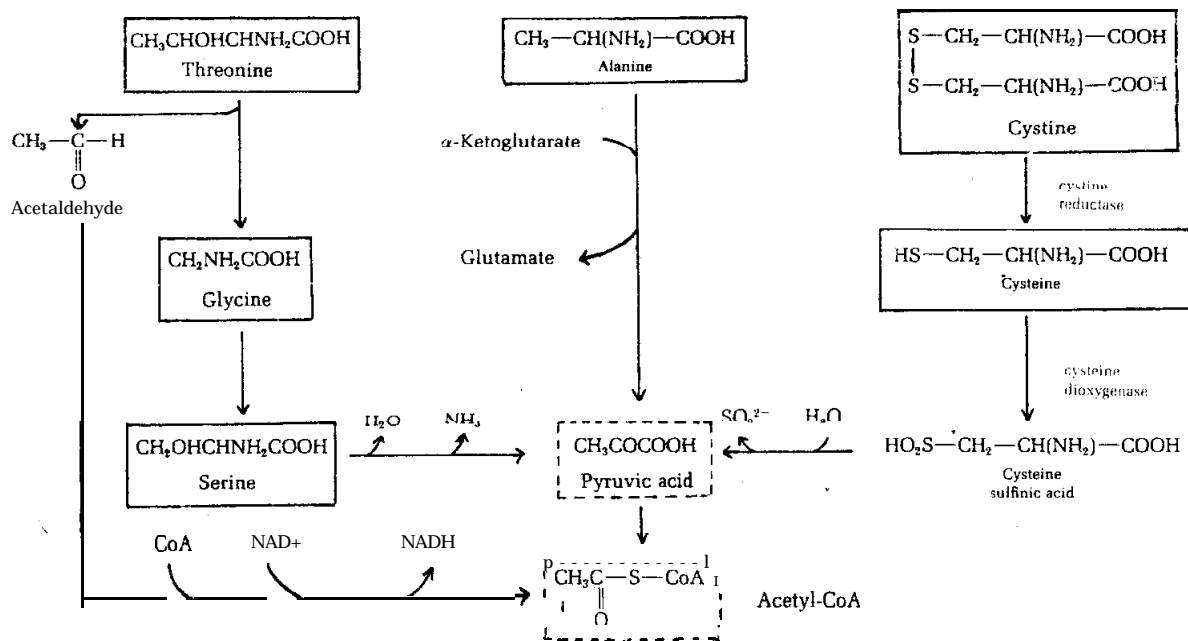 CH₃CHOHCHNH₂COOH
Threonine
CH₃—CH(NH₂)—COOH
Alanine
S—CH₂—CH(NH₂)—COOH
S—CH₂—CH(NH₂)—COOH
Cystine
CH₃—C—H
O
Acetaldehyde
α-Ketoglutarate
cystine
reductase
Glutamate
CH₂NH₂COOH
Glycine
HS—CH₂—CH(NH₂)—COOH
Cysteine
cysteine
dioxygenase
CH₂OHCHNH₂COOH
Serine
H₂O
NH₃
CH₃COCOOH
Pyruvic acid
H₂O
HO₂S—CH₂—CH(NH₂)—COOH
Cysteine
sulfinic acid
CoA
NAD+
NADH
CH₃C—S—CoA
O
Acetyl-CoA